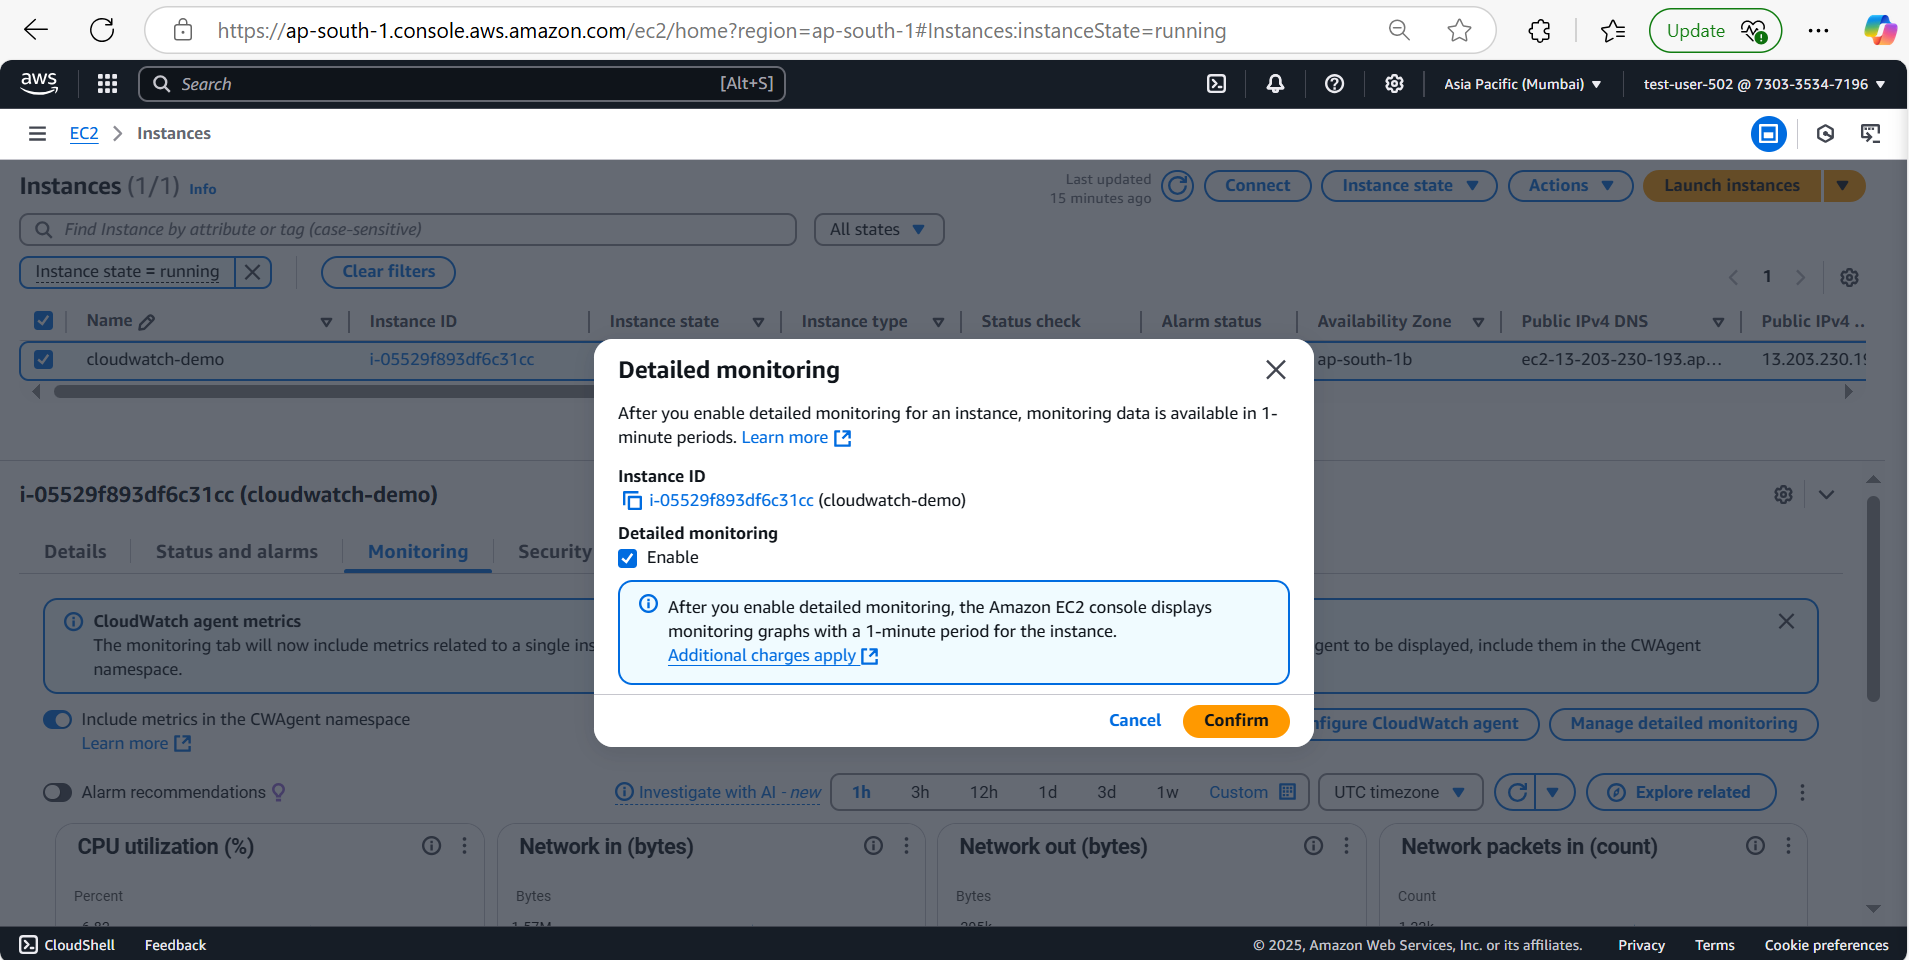 https://ap-south-1.console.aws.amazon.com/ec2/home?region=ap-south-1#Instances:instanceState=running
Update
aws
Search
[Alt+S]
Asia Pacific (Mumbai)
test-user-502 @ 7303-3534-7196
EC2
Instances
Instances (1/1) Info
Last updated
15 minutes ago
Connect
Instance state
Actions
Launch instances
Find Instance by attribute or tag (case-sensitive)
All states
Instance state = running
Clear filters
1
Name
Instance ID
Instance state
Instance type
Status check
Alarm status
Availability Zone
Public IPv4 DNS
Public IPv4 ..
cloudwatch-demo
i-05529f893df6c31cc
ap-south-1b
ec2-13-203-230-193.ap...
13.203.230.19
Detailed monitoring
After you enable detailed monitoring for an instance, monitoring data is available in 1-
minute periods. Learn more
Instance ID
i-05529f893df6c31cc (cloudwatch-demo)
Detailed monitoring
Enable
After you enable detailed monitoring, the Amazon EC2 console displays
monitoring graphs with a 1-minute period for the instance.
Additional charges apply
Cancel
Confirm
i-05529f893df6c31cc (cloudwatch-demo)
Details
Status and alarms
Monitoring
Security
CloudWatch agent metrics
The monitoring tab will now include metrics related to a single ins
gent to be displayed, include them in the CWAgent
namespace.
Include metrics in the CWAgent namespace
Learn more
nfigure CloudWatch agent
Manage detailed monitoring
Alarm recommendations
Investigate with AI - new
1h
3h
12h
1d
3d
1w
Custom
UTC timezone
Explore related
CPU utilization (%)
Network in (bytes)
Network out (bytes)
Network packets in (count)
Percent
Bytes
Bytes
Count
CloudShell
Feedback
© 2025, Amazon Web Services, Inc. or its affiliates.
Privacy
Terms
Cookie preferences